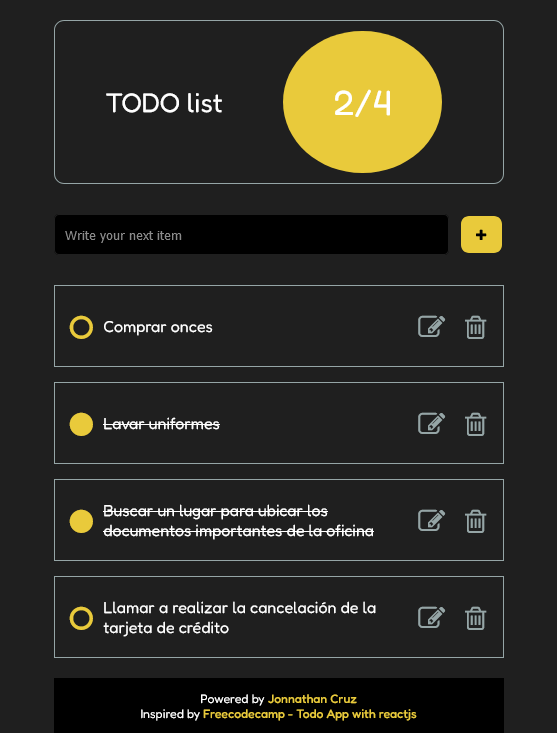 TODO list
2/4
Write your next item
+
Comprar onces
Lavar uniformes
Buscar un lugar para ubicar los
documentos importantes de la oficina
Llamar a realizar la cancelación de la
tarjeta de crédito
Powered by Jonnathan Cruz
Inspired by Freecodecamp - Todo App with reactjs